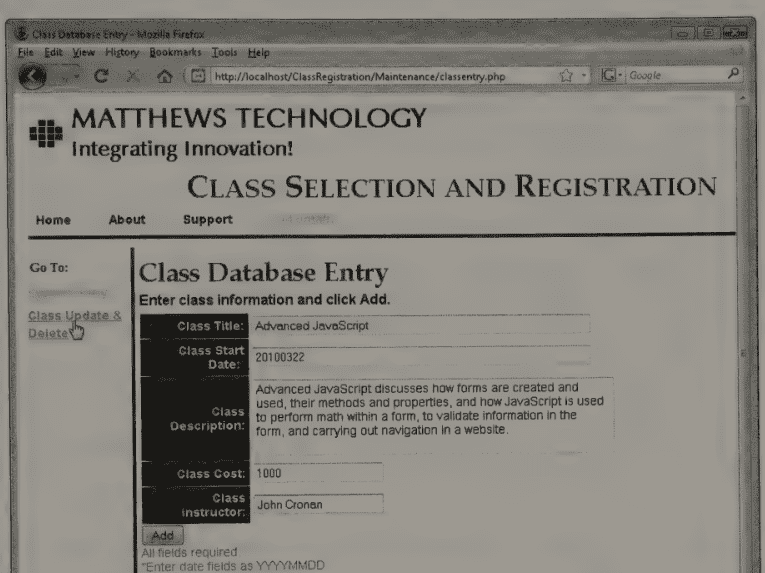 Class Database Entry - Mozilla Firefox
File Edit View History Bookmarks Tools Help
http://localhost/ClassRegistration/Maintenance/classentry.php
Google
MATTHEWS TECHNOLOGY
Integrating Innovation!
CLASS SELECTION AND REGISTRATION
Home About Support
Go To:
Class Update &
Delete
Class Database Entry
Enter class information and click Add.
Class Title: Advanced JavaScript
Class Start
Date: 20100322
Class
Description:
Advanced JavaScript discusses how forms are created and
used, their methods and properties, and how JavaScript is used
to perform math within a form, to validate information in the
form, and carrying out navigation in a website.
Class Cost: 1000
Class
instructor: John Cronan
Add
All fields required
*Enter date fields as YYYYMMDD